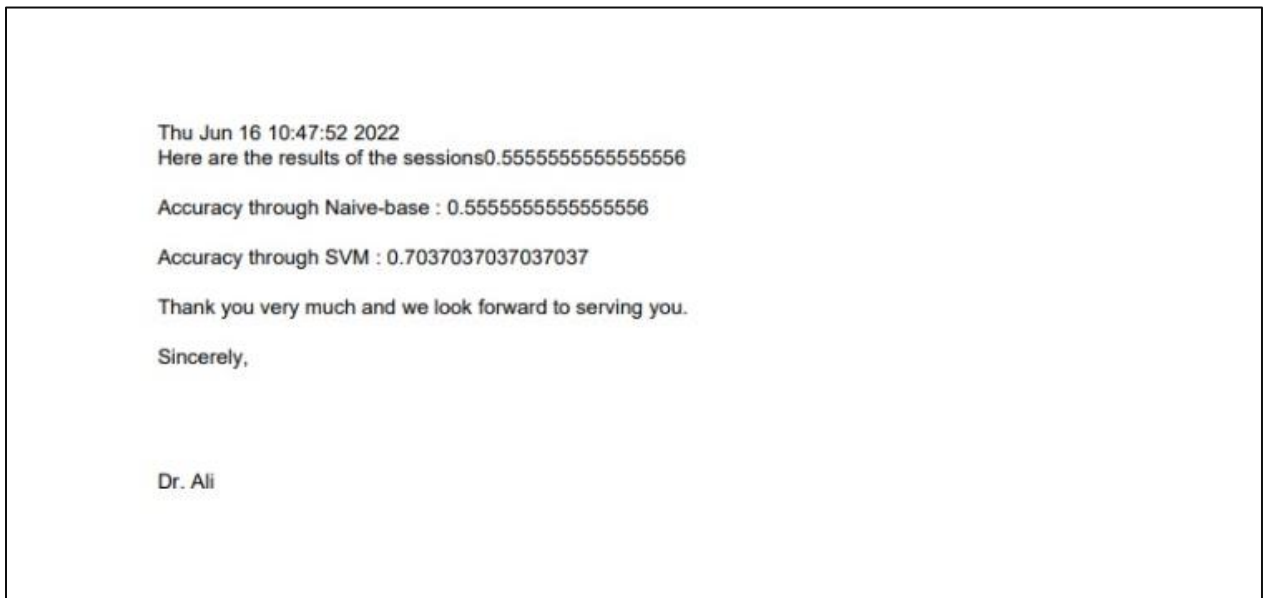 Thu Jun 16 10:47:52 2022
Here are the results of the sessions0.5555555555555556
Accuracy through Naive-base : 0.5555555555555556
Accuracy through SVM : 0.7037037037037037
Thank you very much and we look forward to serving you.
Sincerely,
Dr. Ali